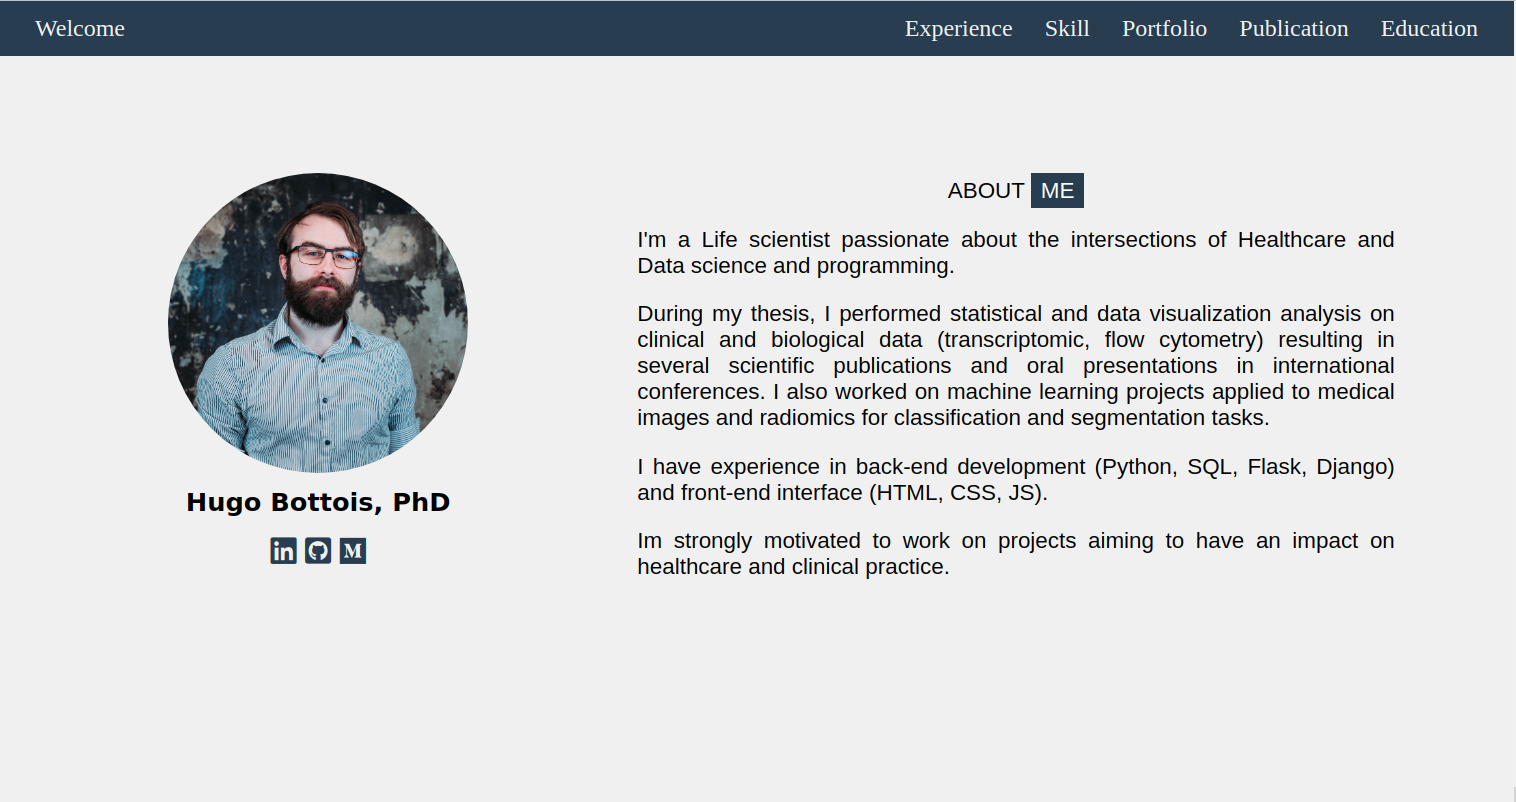 Welcome
Experience Skill Portfolio Publication Education
ABOUT ME
I'm a Life scientist passionate about the intersections of Healthcare and
Data science and programming.
During my thesis, I performed statistical and data visualization analysis on
clinical and biological data (transcriptomic, flow cytometry) resulting in
several scientific publications and oral presentations in international
conferences. I also worked on machine learning projects applied to medical
images and radiomics for classification and segmentation tasks.
I have experience in back-end development (Python, SQL, Flask, Django)
and front-end interface (HTML, CSS, JS).
Im strongly motivated to work on projects aiming to have an impact on
healthcare and clinical practice.
Hugo Bottois, PhD
in
M